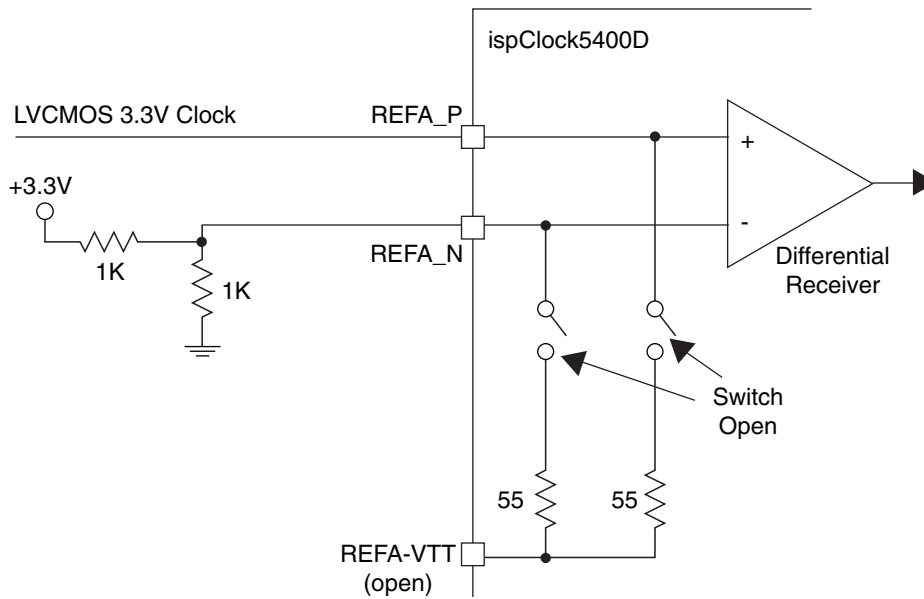 ispClock5400D
LVCMOS 3.3V Clock
REFA_P
+
+3.3V
REFA_N
-
1K
1K
Differential
Receiver
Switch
Open
55
55
REFA-VTT
(open)